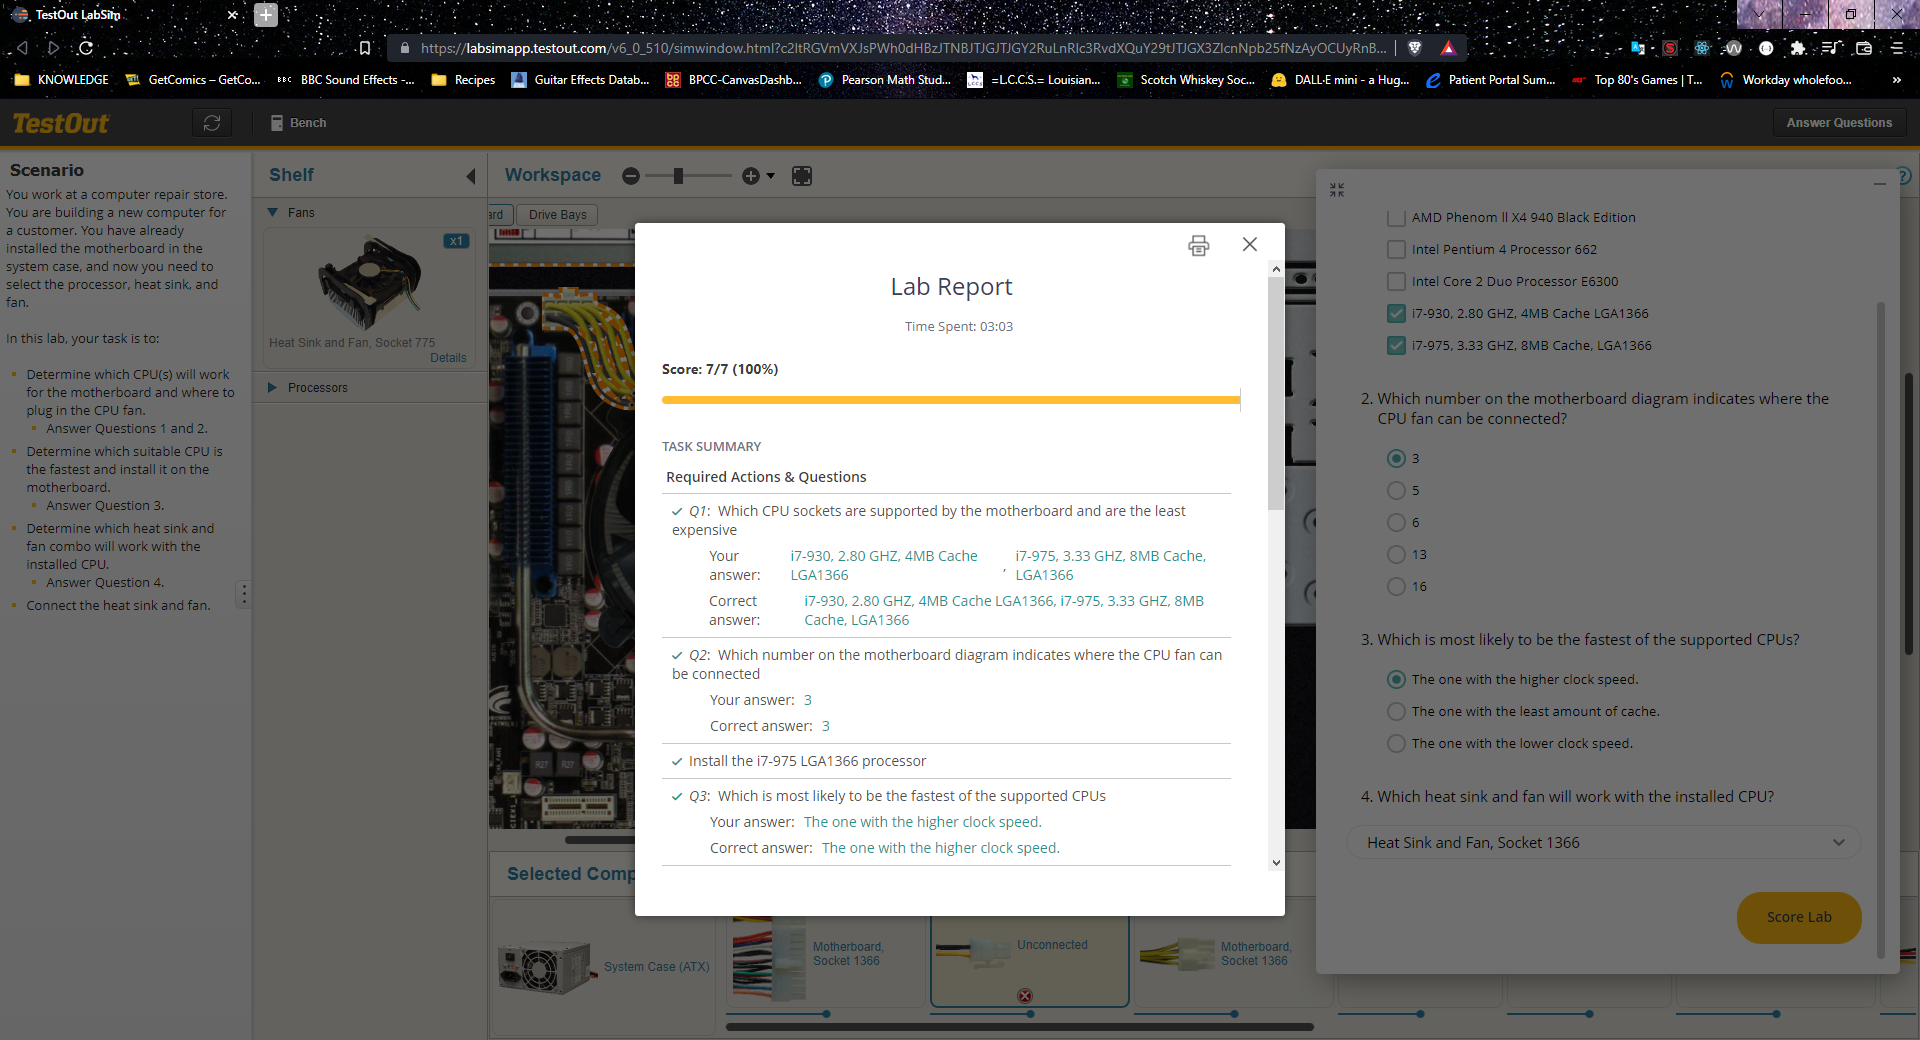 TestOut LabSim
https://labsimapp.testout.com/v6_0_510/simwindow.html?c2ltRGVmVXJsPWh0dHBzJTNBJTJGJTJGY2RuLnRlc3RvdXQuY29tJTJGX3ZlcnNpb25fNzAyOCUyRnB...
KNOWLEDGE
GetComics – GetCo...
BBC
BBC Sound Effects -...
Recipes
Guitar Effects Datab...
BPCC-CanvasDashb...
Pearson Math Stud...
=L.C.C.S.= Louisian...
Scotch Whiskey Soc...
DALL·E mini - a Hug...
Patient Portal Sum...
Top 80's Games | T...
Workday wholefoo...
»
TestOut
Bench
Answer Questions
Scenario
You work at a computer repair store.
You are building a new computer for
a customer. You have already
installed the motherboard in the
system case, and now you need to
select the processor, heat sink, and
fan.
In this lab, your task is to:
Determine which CPU(s) will work
for the motherboard and where to
plug in the CPU fan.
Answer Questions 1 and 2.
Determine which suitable CPU is
the fastest and install it on the
motherboard.
Answer Question 3.
Determine which heat sink and
fan combo will work with the
installed CPU.
Answer Question 4.
Connect the heat sink and fan.
Shelf
Fans
x1
Heat Sink and Fan, Socket 775
Details
Processors
Workspace
ard
Drive Bays
R27
R27
Selected Comp
System Case (ATX)
Motherboard,
Socket 1366
Unconnected
Motherboard,
Socket 1366
Lab Report
Time Spent: 03:03
Score: 7/7 (100%)
TASK SUMMARY
Required Actions & Questions
Q1: Which CPU sockets are supported by the motherboard and are the least
expensive
Your answer: i7-930, 2.80 GHZ, 4MB Cache LGA1366 , i7-975, 3.33 GHZ, 8MB Cache, LGA1366
Correct answer: i7-930, 2.80 GHZ, 4MB Cache LGA1366, i7-975, 3.33 GHZ, 8MB
Cache, LGA1366
Q2: Which number on the motherboard diagram indicates where the CPU fan can
be connected
Your answer: 3
Correct answer: 3
Install the i7-975 LGA1366 processor
Q3: Which is most likely to be the fastest of the supported CPUs
Your answer: The one with the higher clock speed.
Correct answer: The one with the higher clock speed.
AMD Phenom ll X4 940 Black Edition
Intel Pentium 4 Processor 662
Intel Core 2 Duo Processor E6300
i7-930, 2.80 GHZ, 4MB Cache LGA1366
i7-975, 3.33 GHZ, 8MB Cache, LGA1366
2. Which number on the motherboard diagram indicates where the
CPU fan can be connected?
3
5
6
13
16
3. Which is most likely to be the fastest of the supported CPUs?
The one with the higher clock speed.
The one with the least amount of cache.
The one with the lower clock speed.
4. Which heat sink and fan will work with the installed CPU?
Heat Sink and Fan, Socket 1366
Score Lab